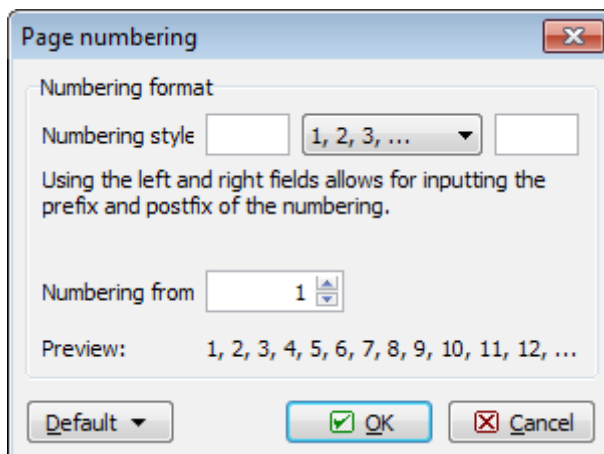 Page numbering
Numbering format
Numbering style 1, 2, 3, ...
Using the left and right fields allows for inputting the
prefix and postfix of the numbering.
Numbering from 1
Preview: 1, 2, 3, 4, 5, 6, 7, 8, 9, 10, 11, 12, ...
Default OK Cancel